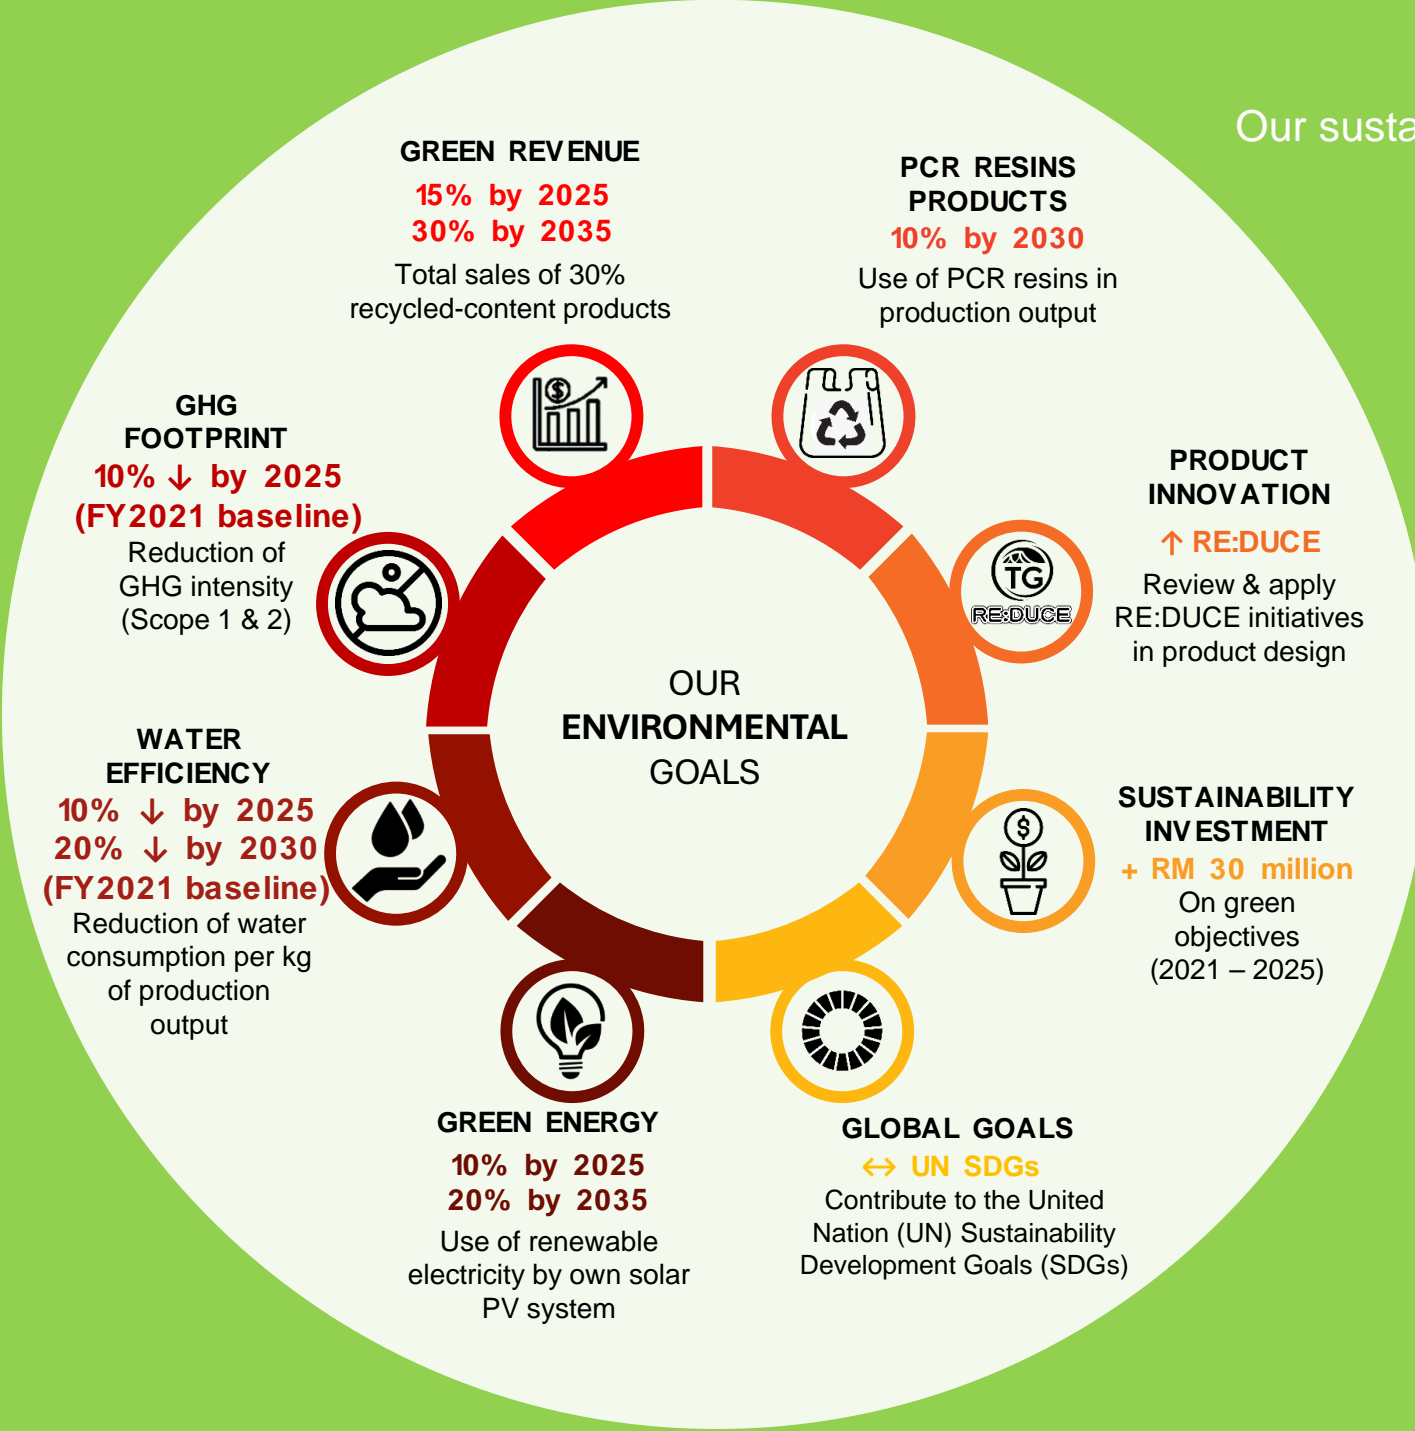 Our susta
GREEN REVENUE
15% by 2025
30% by 2035
Total sales of 30%
recycled-content products
PCR RESINS
PRODUCTS
10% by 2030
Use of PCR resins in
production output
PRODUCT
INNOVATION
↑ RE:DUCE
Review & apply
RE:DUCE initiatives
in product design
TG
RE:DUCE
SUSTAINABILITY
INVESTMENT
+ RM 30 million
On green
objectives
(2021 – 2025)
GLOBAL GOALS
↔ UN SDGs
Contribute to the United
Nation (UN) Sustainability
Development Goals (SDGs)
GREEN ENERGY
10% by 2025
20% by 2035
Use of renewable
electricity by own solar
PV system
WATER
EFFICIENCY
10% ↓ by 2025
20% ↓ by 2030
(FY2021 baseline)
Reduction of water
consumption per kg
of production
output
GHG
FOOTPRINT
10% ↓ by 2025
(FY2021 baseline)
Reduction of
GHG intensity
(Scope 1 & 2)
OUR
ENVIRONMENTAL
GOALS